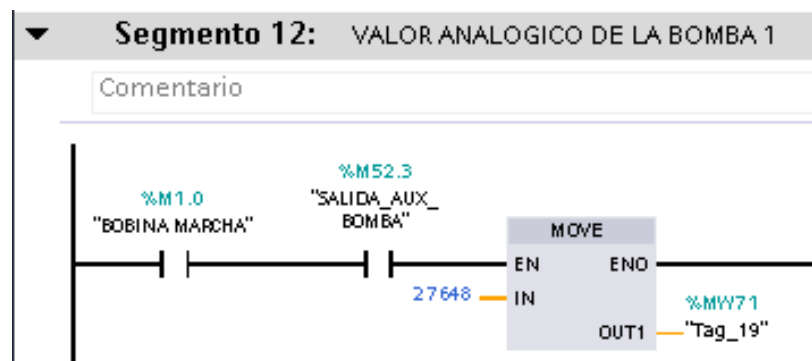 Segmento 12: VALOR ANALOGICO DE LA BOMBA 1
Comentario
%M1.0
"BOBINA MARCHA"
%M52.3
"SALIDA_AUX_
BOMBA"
MOVE
EN ENO
27648 IN
%MW71
OUT1 "Tag_19"